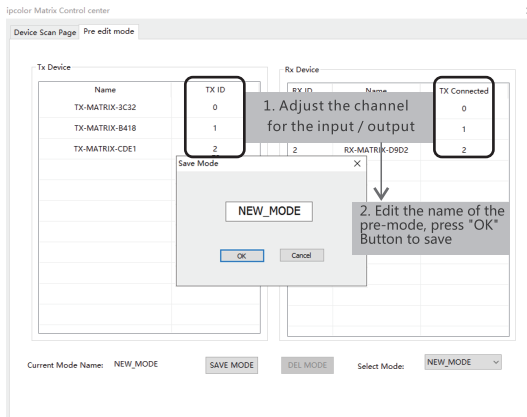 ipcolor Matrix Control center
Device Scan Page Pre edit mode
Tx Device
Rx Device
Name TX ID
RX ID Name TX Connected
TX-MATRIX-3C32 0
0
TX-MATRIX-B418 1
1
TX-MATRIX-CDE1 2
2 RX-MATRIX-D9D2 2
1. Adjust the channel
for the input / output
Save Mode
NEW_MODE
OK Cancel
2. Edit the name of the
pre-mode, press "OK"
Button to save
Current Mode Name: NEW_MODE SAVE MODE DEL MODE Select Mode: NEW_MODE